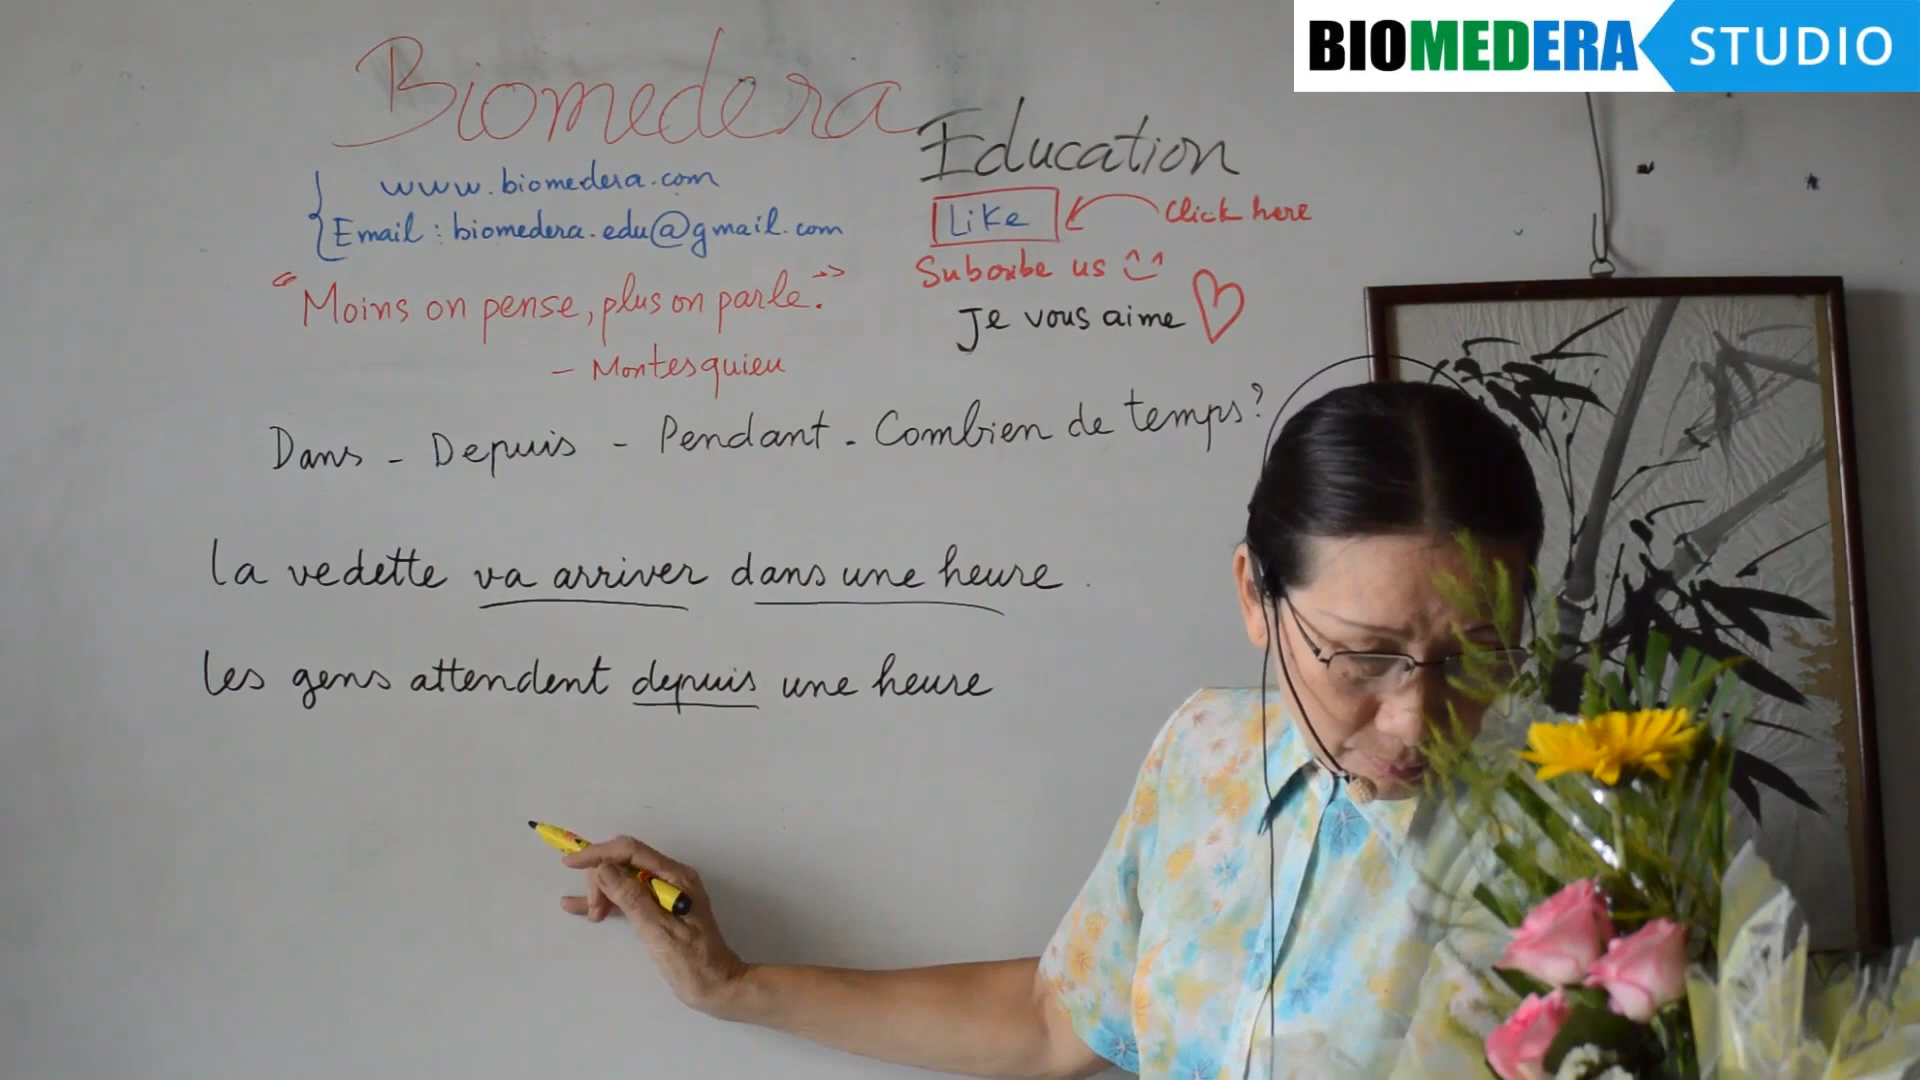 BIOMEDERA STUDIO
Biomedera Education
www.biomedera.com
Email: biomedera.edu@gmail.com
Like
Click here
Suboribe us
"Moins on pense, plus on parle."
Je vous aime
- Montesquieu
Dans - Depuis - Pendant - Combien de temps?
la vedette va arriver dans une heure.
les gens attendent depuis une heure